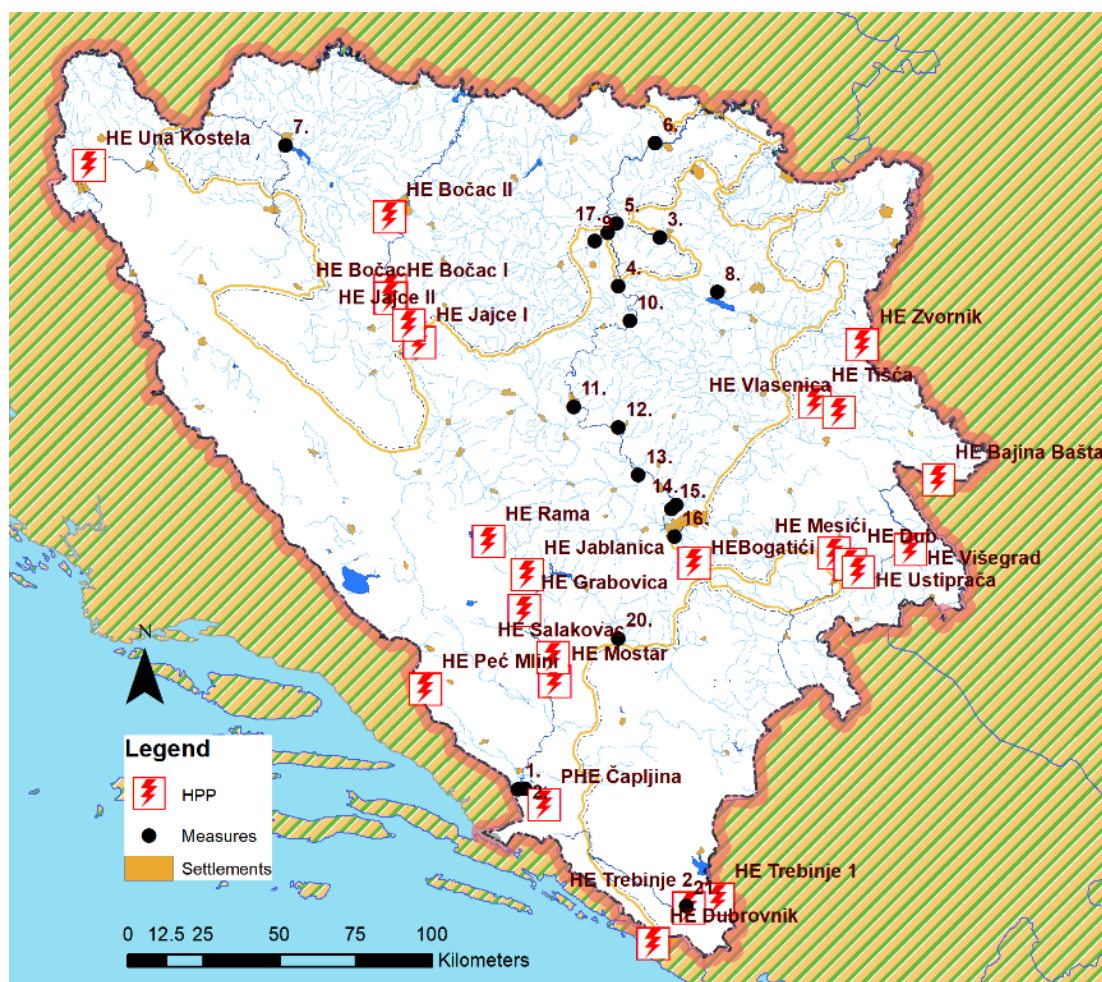 6.
7.
HE Una Kostela
HE Bočac II
17.
9.
5.
3.
HE Bočac
HE Bočac I
4.
8.
HE Jajce II
HE Jajce I
10.
HE Zvornik
HE Vlasenica
HE Tišća
11.
12.
13.
HE Bajina Bašta
14.
15.
HE Rama
16.
HE Mesići
HE Dub
HE Jablanica
HEBogatići
HE Višegrad
HE Grabovica
HE Ustiprača
20.
HE Salakovac
N
HE Peć Mlini
HE Mostar
Legend
1.
PHE Čapljina
HPP
2.
Measures
Settlements
HE Trebinje 1
HE Trebinje 2
21.
HE Dubrovnik
0 12.5 25 50 75 100
Kilometers